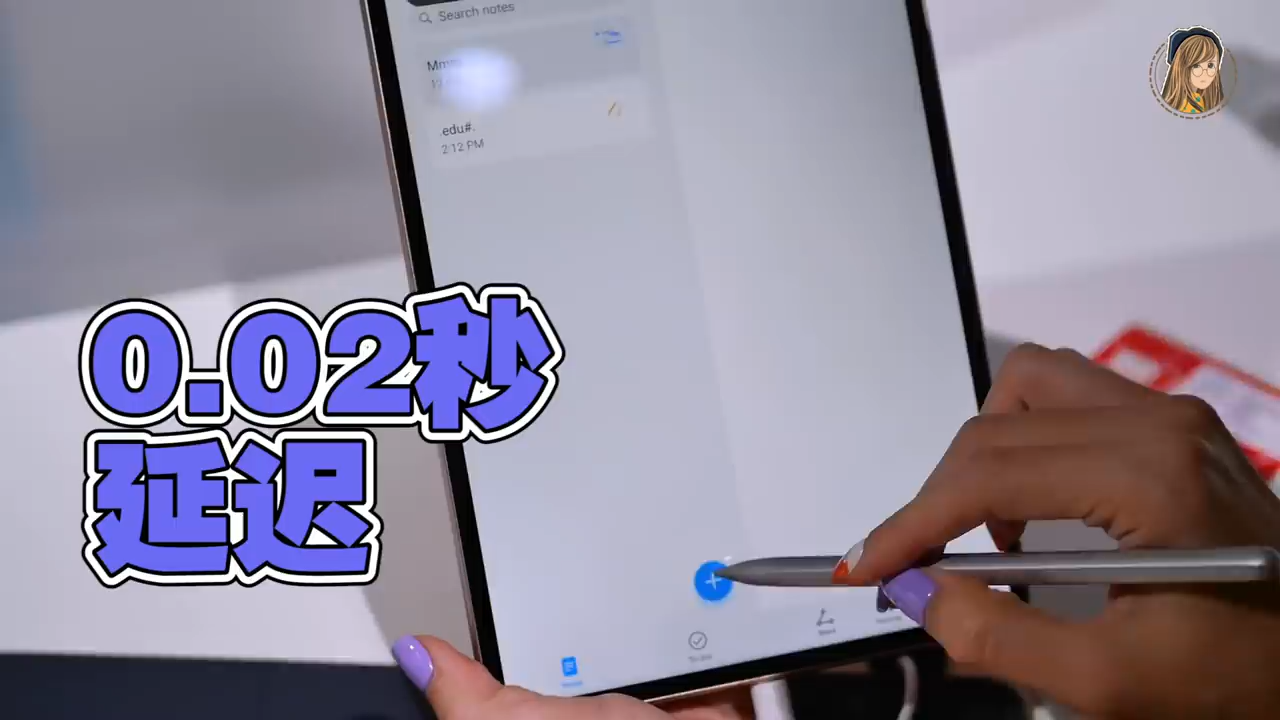 Search notes
.edu#.
2:12 PM
0.02秒
延迟